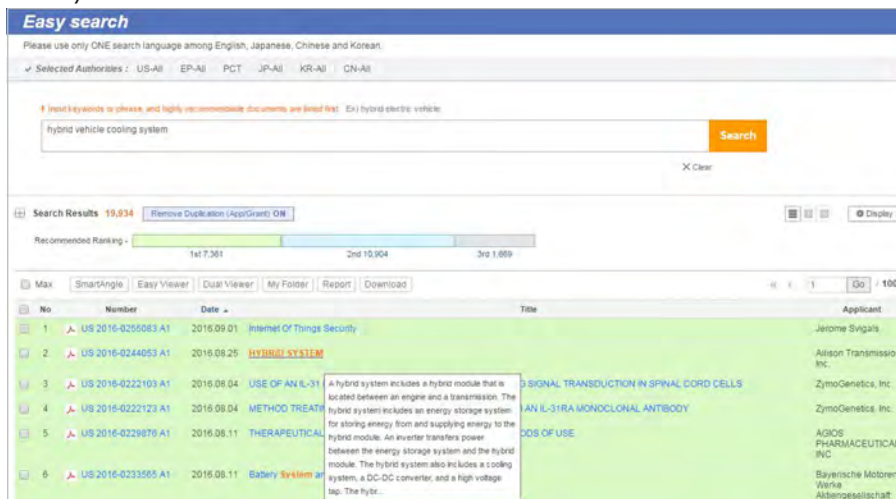 Easy search
Please use only ONE search language among English, Japanese, Chinese and Korean.
Selected Authorities : US-All EP-All PCT JP-All KR-All CN-All
Input keywords or phrase, and highly recommendable documents are listed first. Ex) hybrid electric vehicle
hybrid vehicle cooling system
Search
X Clear
Search Results 19,934 Remove Duplication (App/Grant) ON Display
Recommended Ranking -
1st 7,361 2nd 10,904 3rd 1,669
Max SmartAngle Easy Viewer Dual Viewer My Folder Report Download 1 Go / 100
No Number Date Title Applicant
1 US 2016-0255083 A1 2016.09.01 Internet Of Things Security Jerome Svigals
2 US 2016-0244053 A1 2016.08.25 HYBRID SYSTEM Allison Transmissio
Inc.
3 US 2016-0222103 A1 2016.08.04 USE OF AN IL-31 G SIGNAL TRANSDUCTION IN SPINAL CORD CELLS ZymoGenetics, Inc.
4 US 2016-0222123 A1 2016.08.04 METHOD TREATIN AN IL-31RA MONOCLONAL ANTIBODY ZymoGenetics, Inc.
5 US 2016-0229876 A1 2016.08.11 THERAPEUTICAL ODS OF USE AGIOS
PHARMACEUTICAL
INC
6 US 2016-0233565 A1 2016.08.11 Battery System an Bayerische Motoren
Werke
Aktiengesellschaft
A hybrid system includes a hybrid module that is
located between an engine and a transmission. The
hybrid system includes an energy storage system
for storing energy from and supplying energy to the
hybrid module. An inverter transfers power
between the energy storage system and the hybrid
module. The hybrid system also includes a cooling
system, a DC-DC converter, and a high voltage
tap. The hybr...